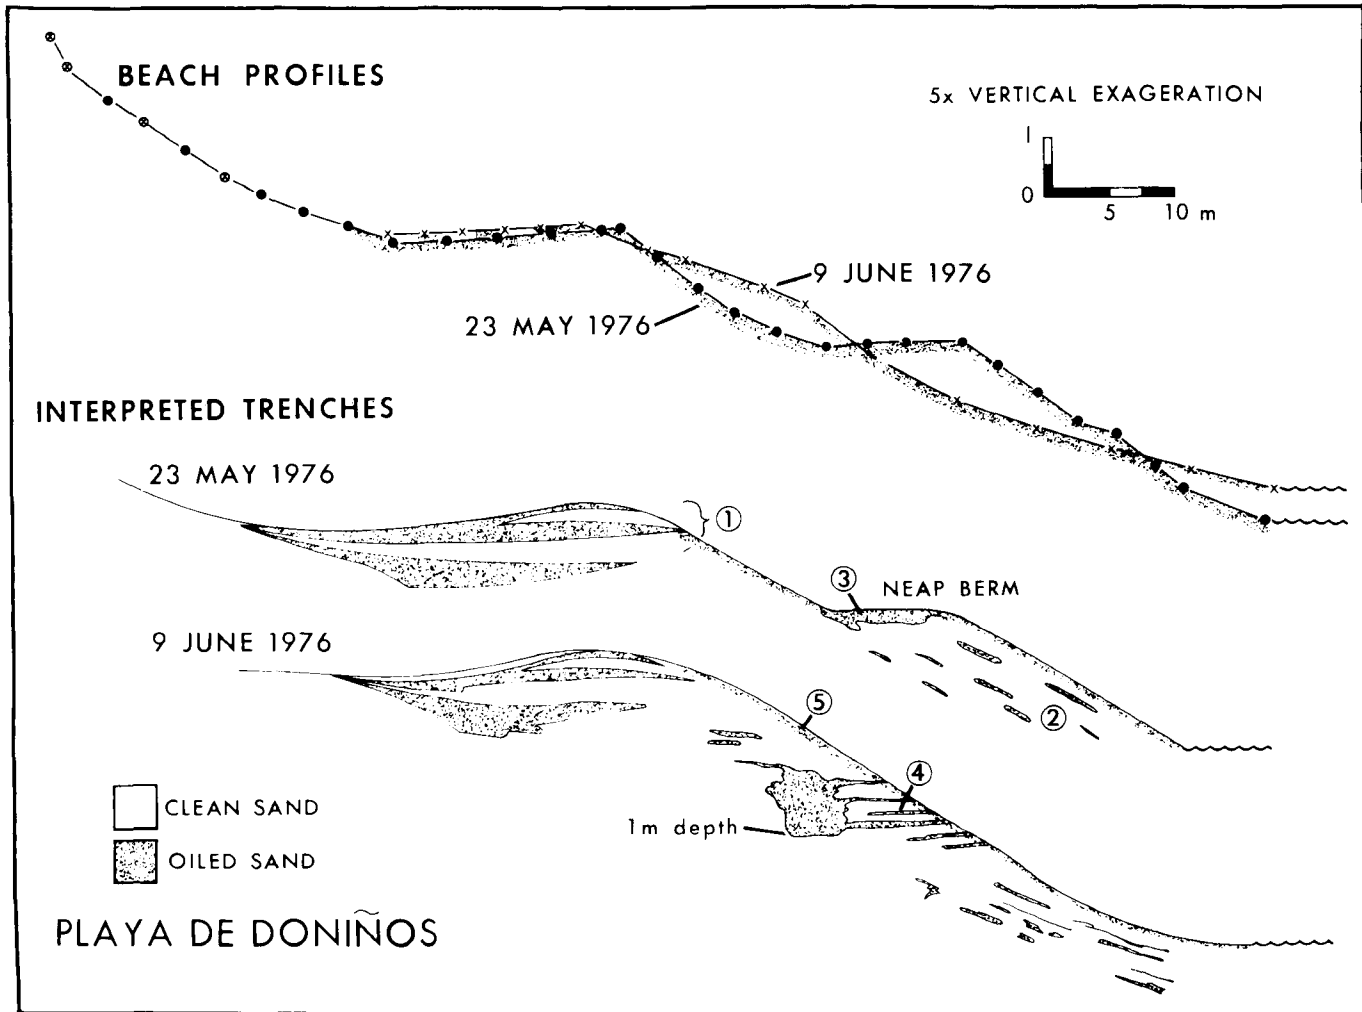 BEACH PROFILES
5x VERTICAL EXAGERATION
1
0
5 10 m
9 JUNE 1976
23 MAY 1976
INTERPRETED TRENCHES
23 MAY 1976
①
③
NEAP BERM
②
9 JUNE 1976
⑤
④
1m depth
CLEAN SAND
OILED SAND
PLAYA DE DONIÑOS